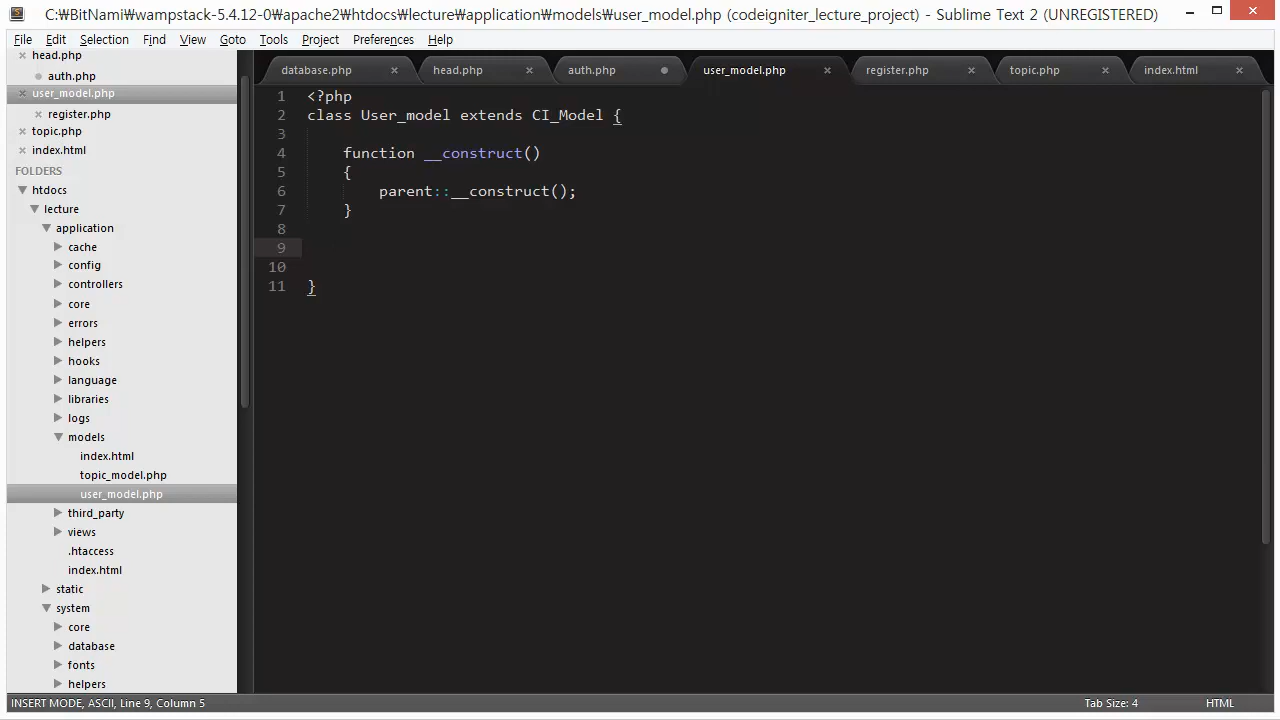 C:₩BitNami₩wampstack-5.4.12-0₩apache2₩htdocs₩lecture₩application₩models₩user_model.php (codeigniter_lecture_project) - Sublime Text 2 (UNREGISTERED)
File Edit Selection Find View Goto Tools Project Preferences Help
head.php
auth.php
user_model.php
register.php
topic.php
index.html
FOLDERS
htdocs
lecture
application
cache
config
controllers
core
errors
helpers
hooks
language
libraries
logs
models
index.html
topic_model.php
user_model.php
third_party
views
.htaccess
index.html
static
system
core
database
fonts
helpers
database.php head.php auth.php user_model.php register.php topic.php index.html
1 <?php
2 class User_model extends CI_Model {
3
4 function __construct()
5 {
6 parent::__construct();
7 }
8
9
10
11 }
INSERT MODE, ASCII, Line 9, Column 5 Tab Size: 4 HTML